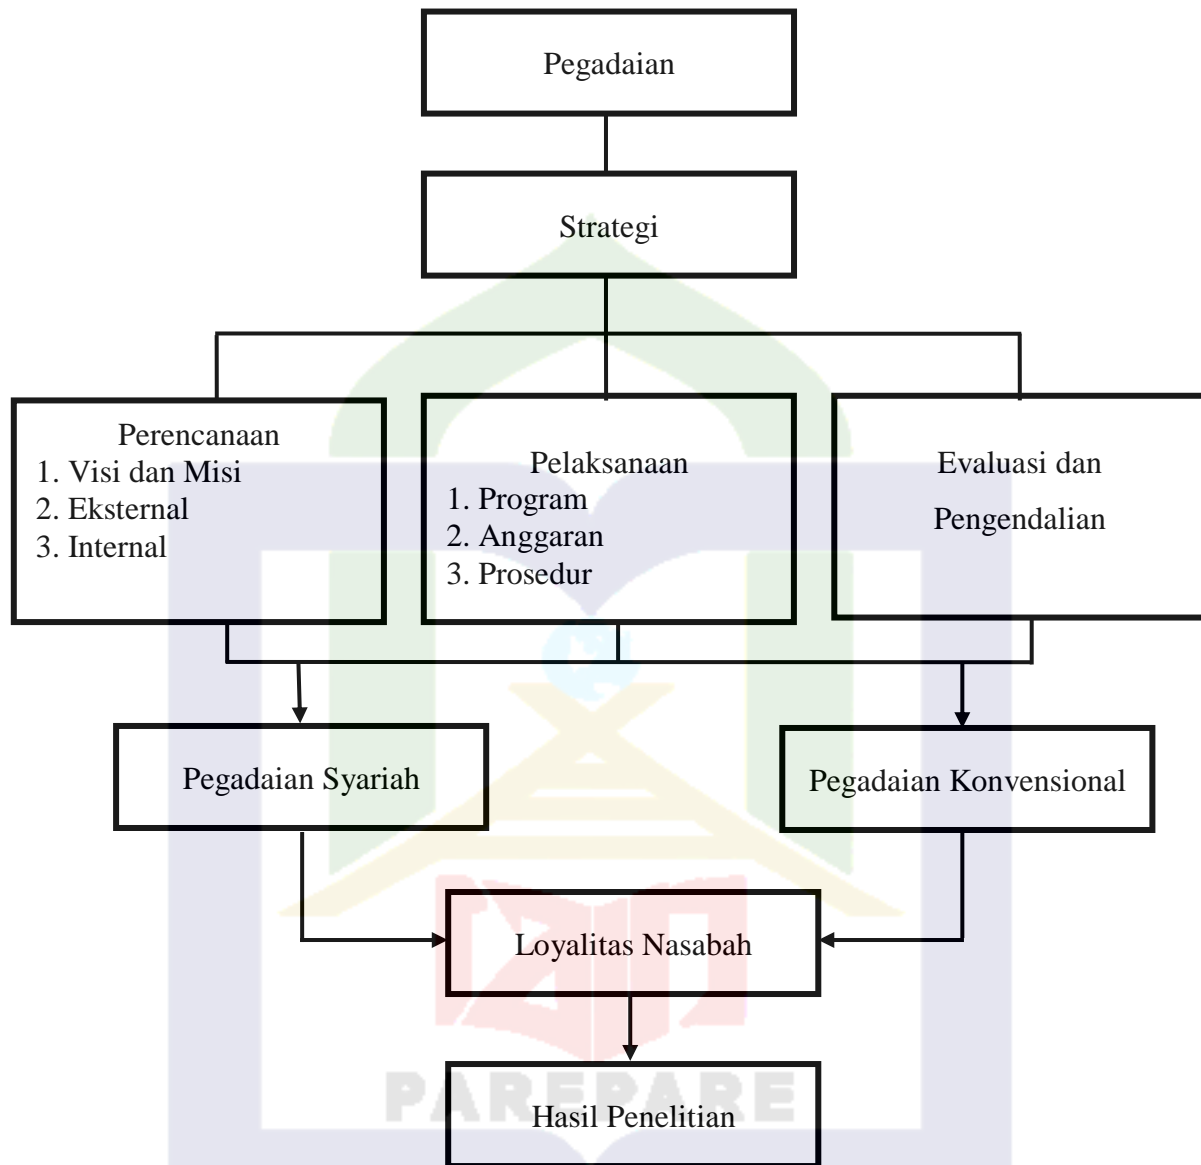 Pegadaian
Strategi
Perencanaan
1. Visi dan Misi
2. Eksternal
3. Internal
Pelaksanaan
1. Program
2. Anggaran
3. Prosedur
Evaluasi dan
Pengendalian
Pegadaian Syariah
Pegadaian Konvensional
Loyalitas Nasabah
PAREPARE
Hasil Penelitian